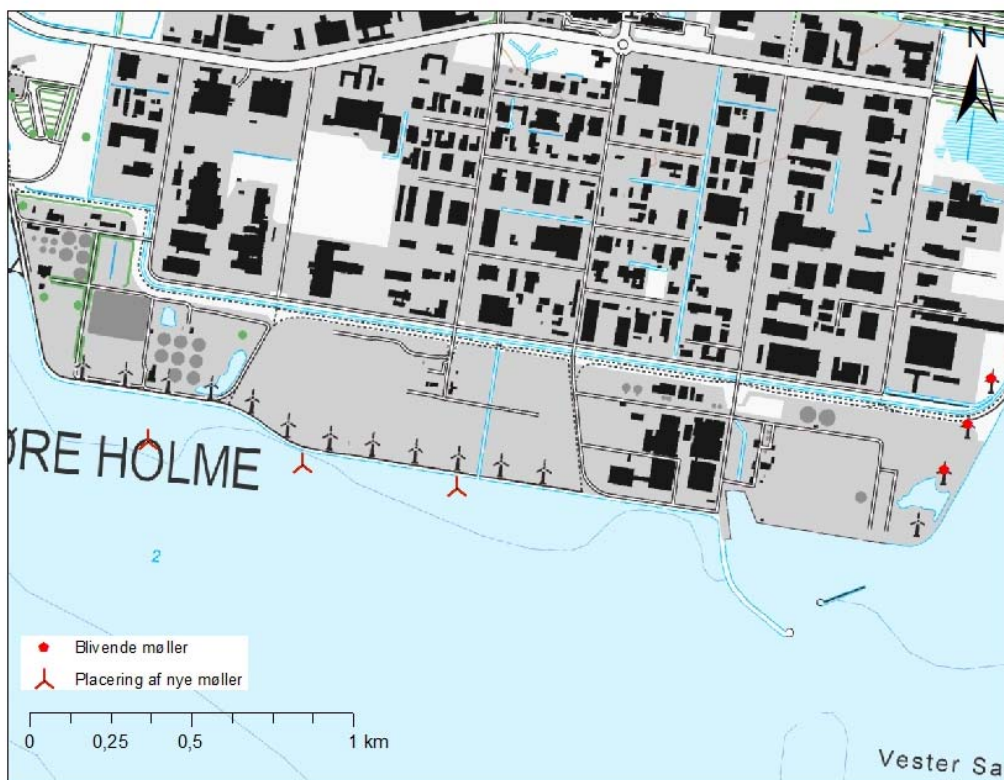 N
ØRE HOLME
2
Blivende møller
Placering af nye møller
0 0,25 0,5 1 km
Vester Sa